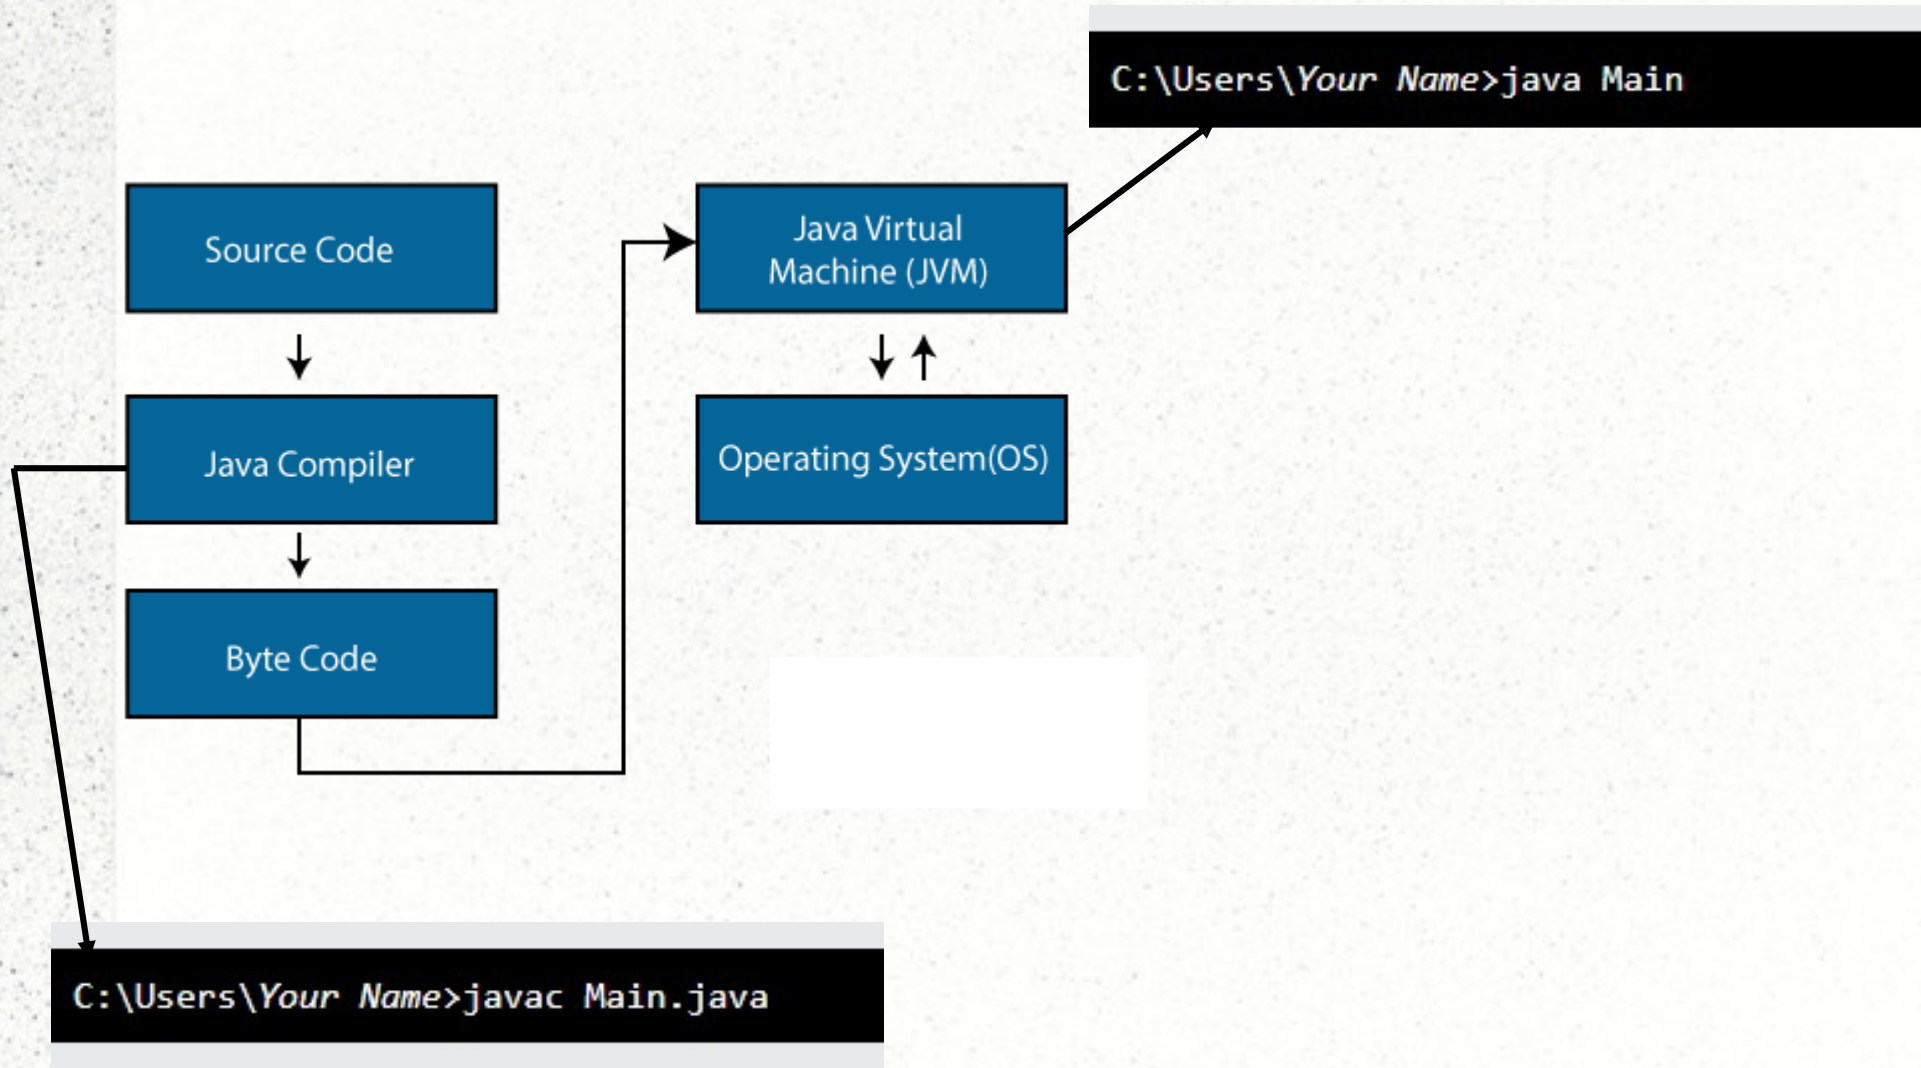 C:\Users\Your Name>java Main
Source Code
Java Compiler
Byte Code
Java Virtual
Machine (JVM)
Operating System(OS)
C:\Users\Your Name>javac Main.java